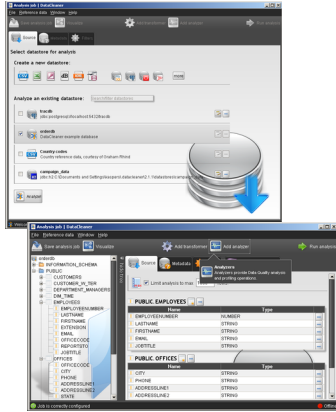 Analysis job | DataCleaner
File Reference data Window Help
Save analysis job Visualize Add transformer Add analyzer Run analysis
Source Metadata Filters
Select datastore for analysis
Create a new datastore:
more
Analyze an existing datastore:
tracdb
orderdb
DataCleaner example database
Country codes
Country reference data, courtesy of Graham Rhind
campaign_data
Analyze!
Analysis job | DataCleaner
File Reference data Window Help
Save analysis job Visualize Add transformer Add analyzer Run analysis
orderdb
INFORMATION_SCHEMA
PUBLIC
CUSTOMERS
CUSTOMER_W_TER
DEPARTMENT_MANAGERS
DIM_TIME
EMPLOYEES
EMPLOYEENUMBER
LASTNAME
FIRSTNAME
EXTENSION
EMAIL
OFFICECODE
REPORTSTO
JOBTITLE
OFFICES
OFFICECODE
CITY
PHONE
ADDRESSLINE1
ADDRESSLINE2
STATE
Source Metadata
Analyzers
Analyzers provide Data Quality analysis
and profiling operations.
Limit analysis to max
PUBLIC.EMPLOYEES
Name Type
EMPLOYEENUMBER NUMBER
LASTNAME STRING
FIRSTNAME STRING
EMAIL STRING
JOBTITLE STRING
PUBLIC.OFFICES
Name Type
CITY STRING
PHONE STRING
ADDRESSLINE1 STRING
ADDRESSLINE2 STRING
Job is correctly configured
Offline